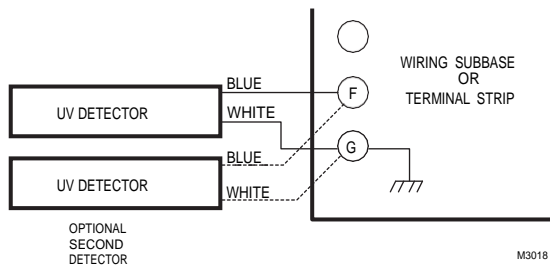 BLUE
WHITE
UV DETECTOR
BLUE
WHITE
UV DETECTOR
OPTIONAL
SECOND
DETECTOR
F
G
WIRING SUBBASE
OR
TERMINAL STRIP
M3018